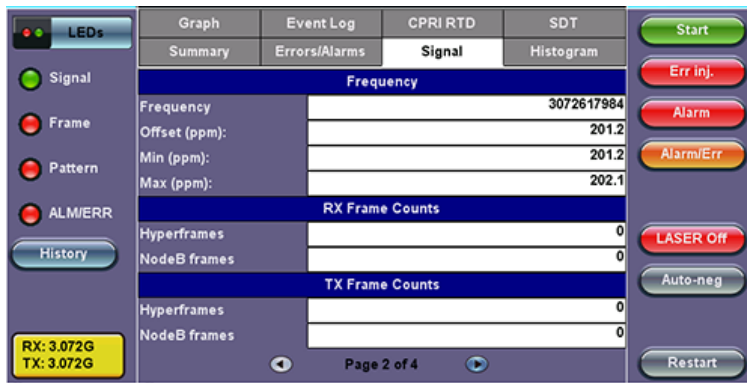 LEDs
Graph
Event Log
CPRI RTD
SDT
Start
Summary
Errors/Alarms
Signal
Histogram
Signal
Frequency
Err inj.
Frequency
3072617984
Alarm
Frame
Offset (ppm):
201.2
Min (ppm):
201.2
Alarm/Err
Pattern
Max (ppm):
202.1
ALM/ERR
RX Frame Counts
Hyperframes
0
LASER Off
History
NodeB frames
0
TX Frame Counts
Auto-neg
Hyperframes
0
NodeB frames
0
RX: 3.072G
TX: 3.072G
Page 2 of 4
Restart